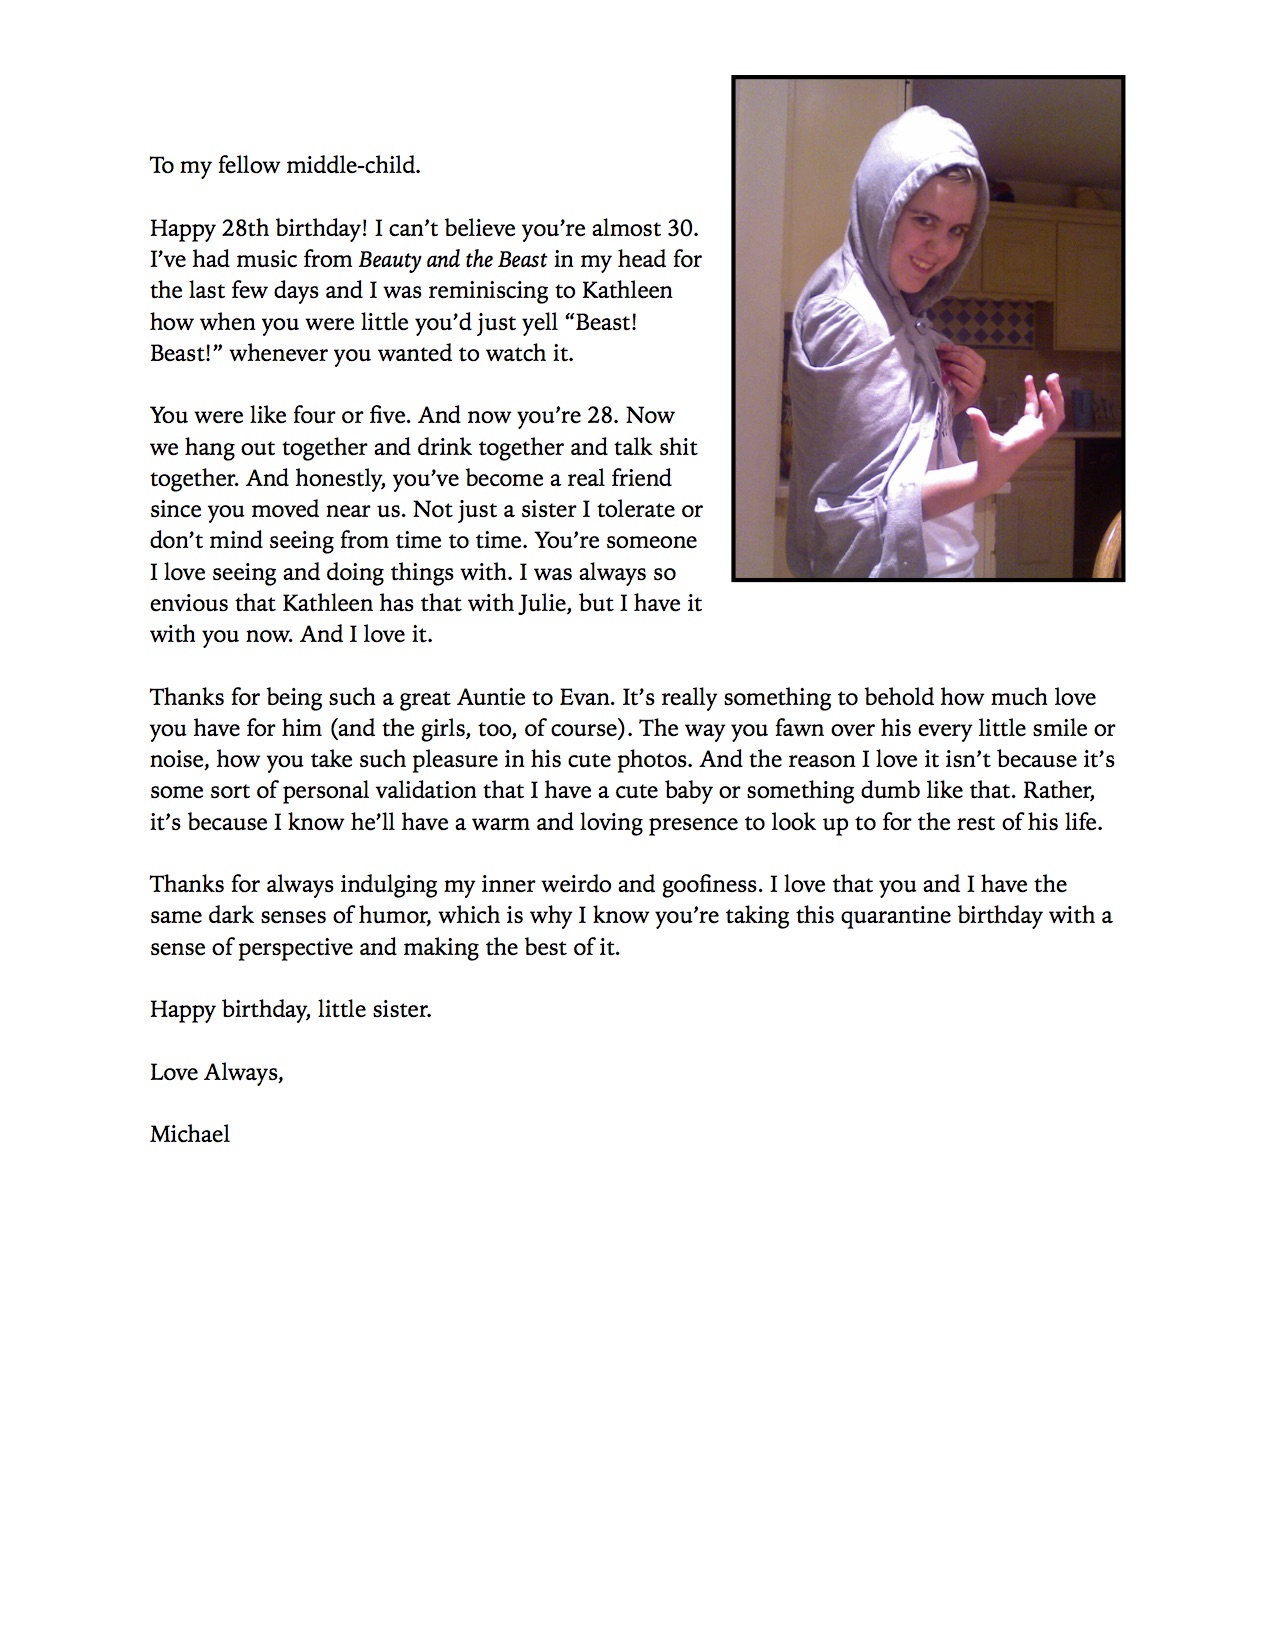 To my fellow middle-child.
Happy 28th birthday! I can’t believe you’re almost 30.
I’ve had music from Beauty and the Beast in my head for
the last few days and I was reminiscing to Kathleen
how when you were little you’d just yell “Beast!
Beast!” whenever you wanted to watch it.
You were like four or five. And now you’re 28. Now
we hang out together and drink together and talk shit
together. And honestly, you’ve become a real friend
since you moved near us. Not just a sister I tolerate or
don’t mind seeing from time to time. You’re someone
I love seeing and doing things with. I was always so
envious that Kathleen has that with Julie, but I have it
with you now. And I love it.
Thanks for being such a great Auntie to Evan. It’s really something to behold how much love
you have for him (and the girls, too, of course). The way you fawn over his every little smile or
noise, how you take such pleasure in his cute photos. And the reason I love it isn’t because it’s
some sort of personal validation that I have a cute baby or something dumb like that. Rather,
it’s because I know he’ll have a warm and loving presence to look up to for the rest of his life.
Thanks for always indulging my inner weirdo and goofiness. I love that you and I have the
same dark senses of humor, which is why I know you’re taking this quarantine birthday with a
sense of perspective and making the best of it.
Happy birthday, little sister.
Love Always,
Michael